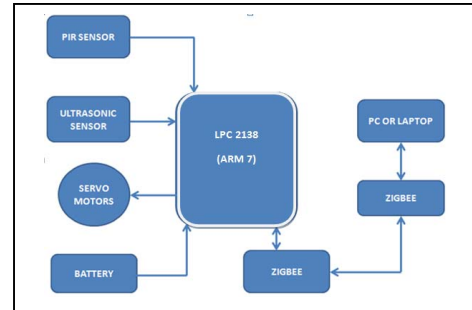 PIR SENSOR
ULTRASONIC
SENSOR
LPC 2138
(ARM 7)
PC OR LAPTOP
SERVO
MOTORS
ZIGBEE
BATTERY
ZIGBEE